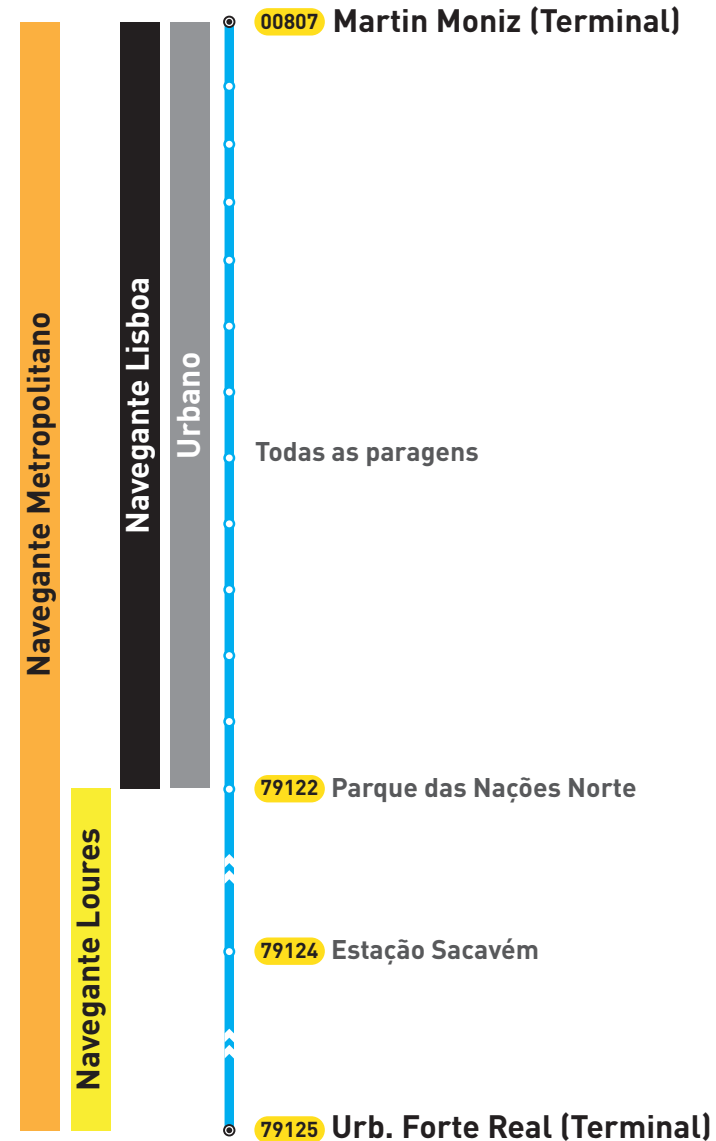 00807 Martin Moniz (Terminal)
Navegante Metropolitano
Navegante Lisboa
Urbano
Todas as paragens
79122 Parque das Nações Norte
Navegante Loures
79124 Estação Sacavém
79125 Urb. Forte Real (Terminal)